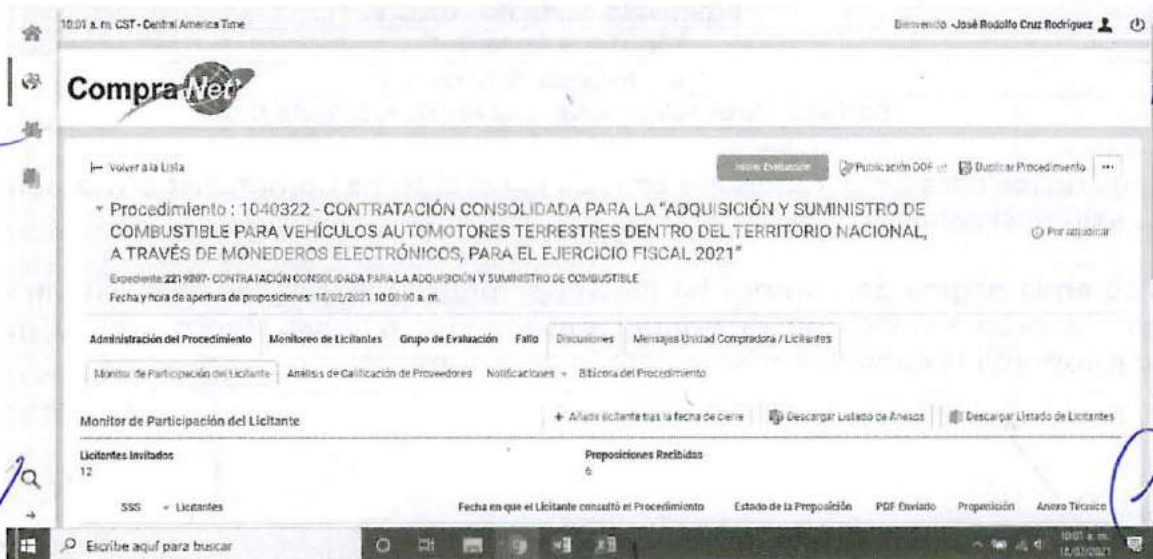 10:01 a. m. CST - Central America Time
Bienvenido -José Rodolfo Cruz Rodríguez
CompraNet
Volver a la Lista
Iniciar Evaluación
Publicación DOF
Duplicar Procedimiento
...
Procedimiento : 1040322 - CONTRATACIÓN CONSOLIDADA PARA LA "ADQUISICIÓN Y SUMINISTRO DE
COMBUSTIBLE PARA VEHÍCULOS AUTOMOTORES TERRESTRES DENTRO DEL TERRITORIO NACIONAL,
A TRAVÉS DE MONEDEROS ELECTRÓNICOS, PARA EL EJERCICIO FISCAL 2021"
Por adjudicar
Expediente:2219207- CONTRATACIÓN CONSOLIDADA PARA LA ADQUISICIÓN Y SUMINISTRO DE COMBUSTIBLE
Fecha y hora de apertura de proposiciones: 18/02/2021 10:00:00 a. m.
Administración del Procedimiento Monitoreo de Licitantes Grupo de Evaluación Fallo Discusiones Mensajes Unidad Compradora / Licitantes
Monitor de Participación del Licitante Análisis de Calificación de Proveedores Notificaciones Bitácora del Procedimiento
Monitor de Participación del Licitante
+ Añadir licitante tras la fecha de cierre
Descargar Listado de Anexos
Descargar Listado de Licitantes
Licitantes Invitados
12
Proposiciones Recibidas
6
SSS Licitantes Fecha en que el Licitante consultó el Procedimiento Estado de la Proposición PDF Enviado Proposición Anexo Técnico
Escribe aquí para buscar
10:01 a. m.
18/02/2021